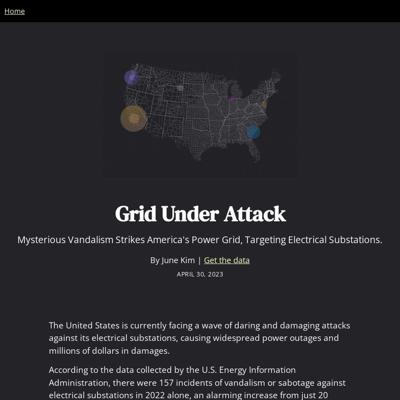 Home
Grid Under Attack
Mysterious Vandalism Strikes America's Power Grid, Targeting Electrical Substations.
By June Kim | Get the data
APRIL 30, 2023
The United States is currently facing a wave of daring and damaging attacks
against its electrical substations, causing widespread power outages and
millions of dollars in damages.
According to the data collected by the U.S. Energy Information
Administration, there were 157 incidents of vandalism or sabotage against
electrical substations in 2022 alone, an alarming increase from just 20